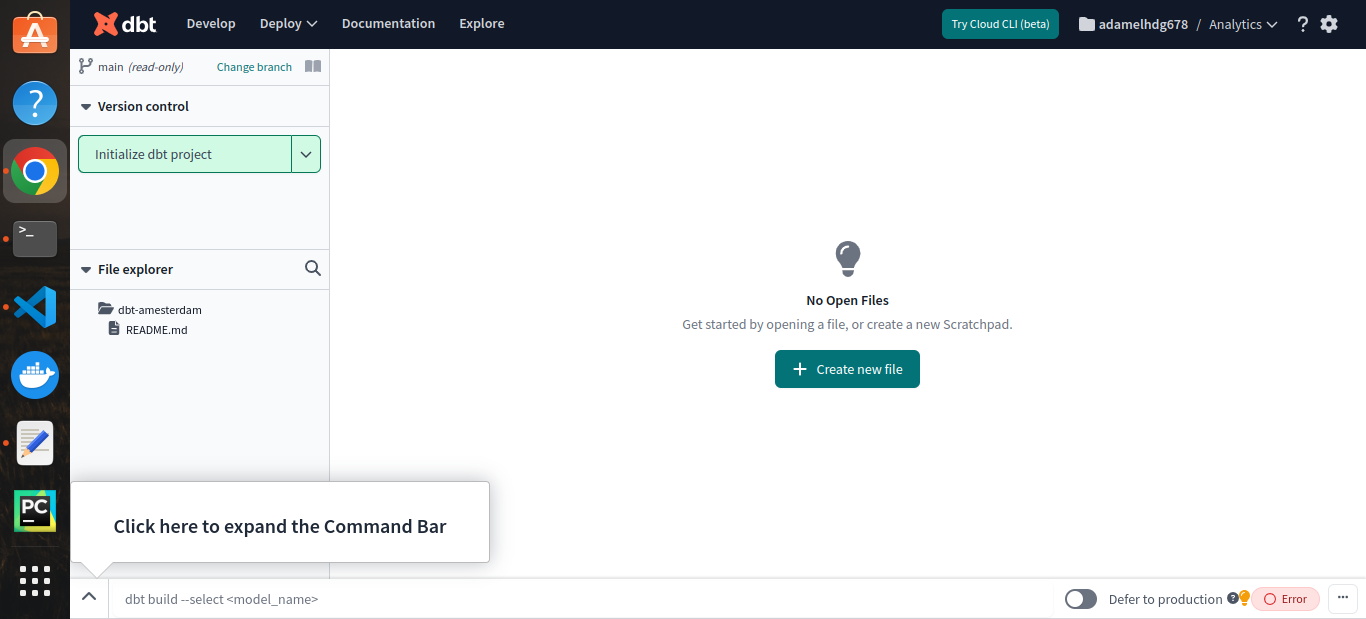 dbt
Develop
Deploy
Documentation
Explore
Try Cloud CLI (beta)
adamelhdg678 / Analytics
?
main (read-only)
Change branch
Version control
Initialize dbt project
File explorer
dbt-amesterdam
README.md
No Open Files
Get started by opening a file, or create a new Scratchpad.
+ Create new file
Click here to expand the Command Bar
dbt build --select <model_name>
Defer to production
?
Error
...
?
>_
PC